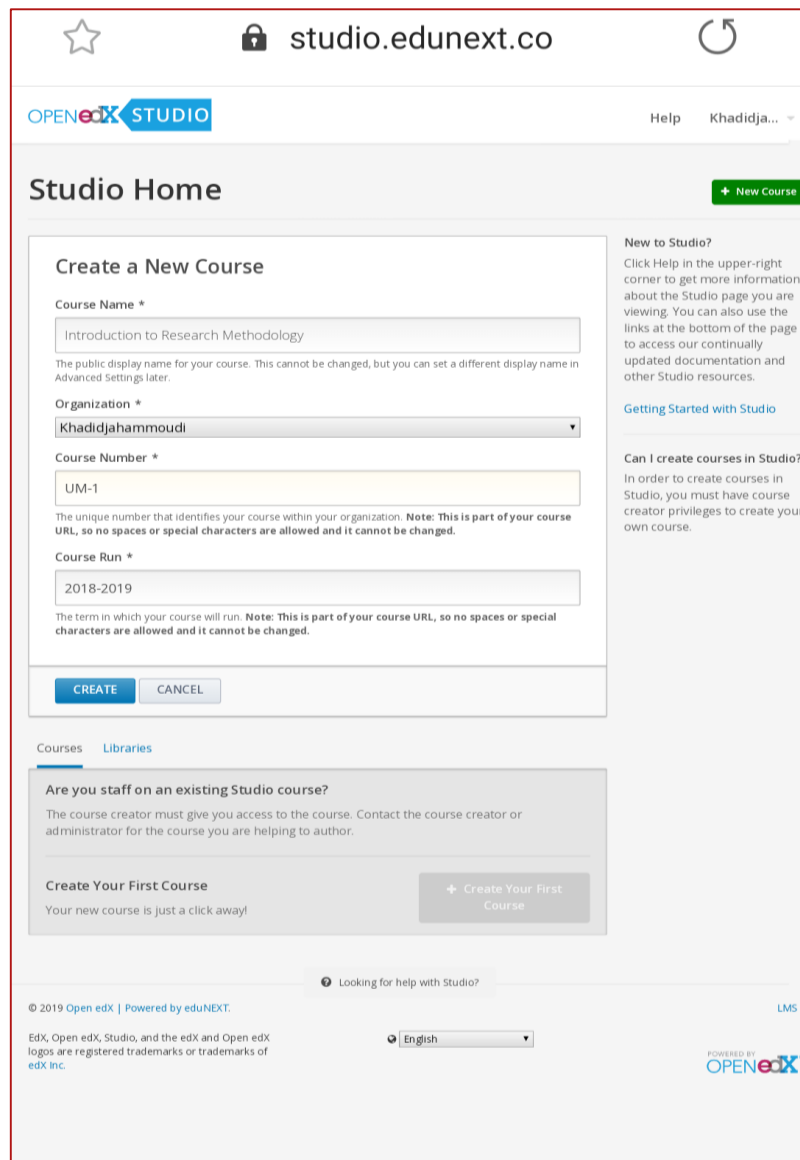 studio.edunext.co
OPENedX STUDIO
Help Khadidja...
Studio Home
+ New Course
Create a New Course
Course Name *
Introduction to Research Methodology
The public display name for your course. This cannot be changed, but you can set a different display name in
Advanced Settings later.
Organization *
Khadidjahammoudi
Course Number *
UM-1
The unique number that identifies your course within your organization. Note: This is part of your course
URL, so no spaces or special characters are allowed and it cannot be changed.
Course Run *
2018-2019
The term in which your course will run. Note: This is part of your course URL, so no spaces or special
characters are allowed and it cannot be changed.
CREATE CANCEL
New to Studio?
Click Help in the upper-right
corner to get more information
about the Studio page you are
viewing. You can also use the
links at the bottom of the page
to access our continually
updated documentation and
other Studio resources.
Getting Started with Studio
Can I create courses in Studio?
In order to create courses in
Studio, you must have course
creator privileges to create your
own course.
Courses Libraries
Are you staff on an existing Studio course?
The course creator must give you access to the course. Contact the course creator or
administrator for the course you are helping to author.
Create Your First Course
Your new course is just a click away!
+ Create Your First
Course
Looking for help with Studio?
© 2019 Open edX | Powered by eduNEXT.
LMS
EdX, Open edX, Studio, and the edX and Open edX
logos are registered trademarks or trademarks of
edX Inc.
English
POWERED BY
OPENedX